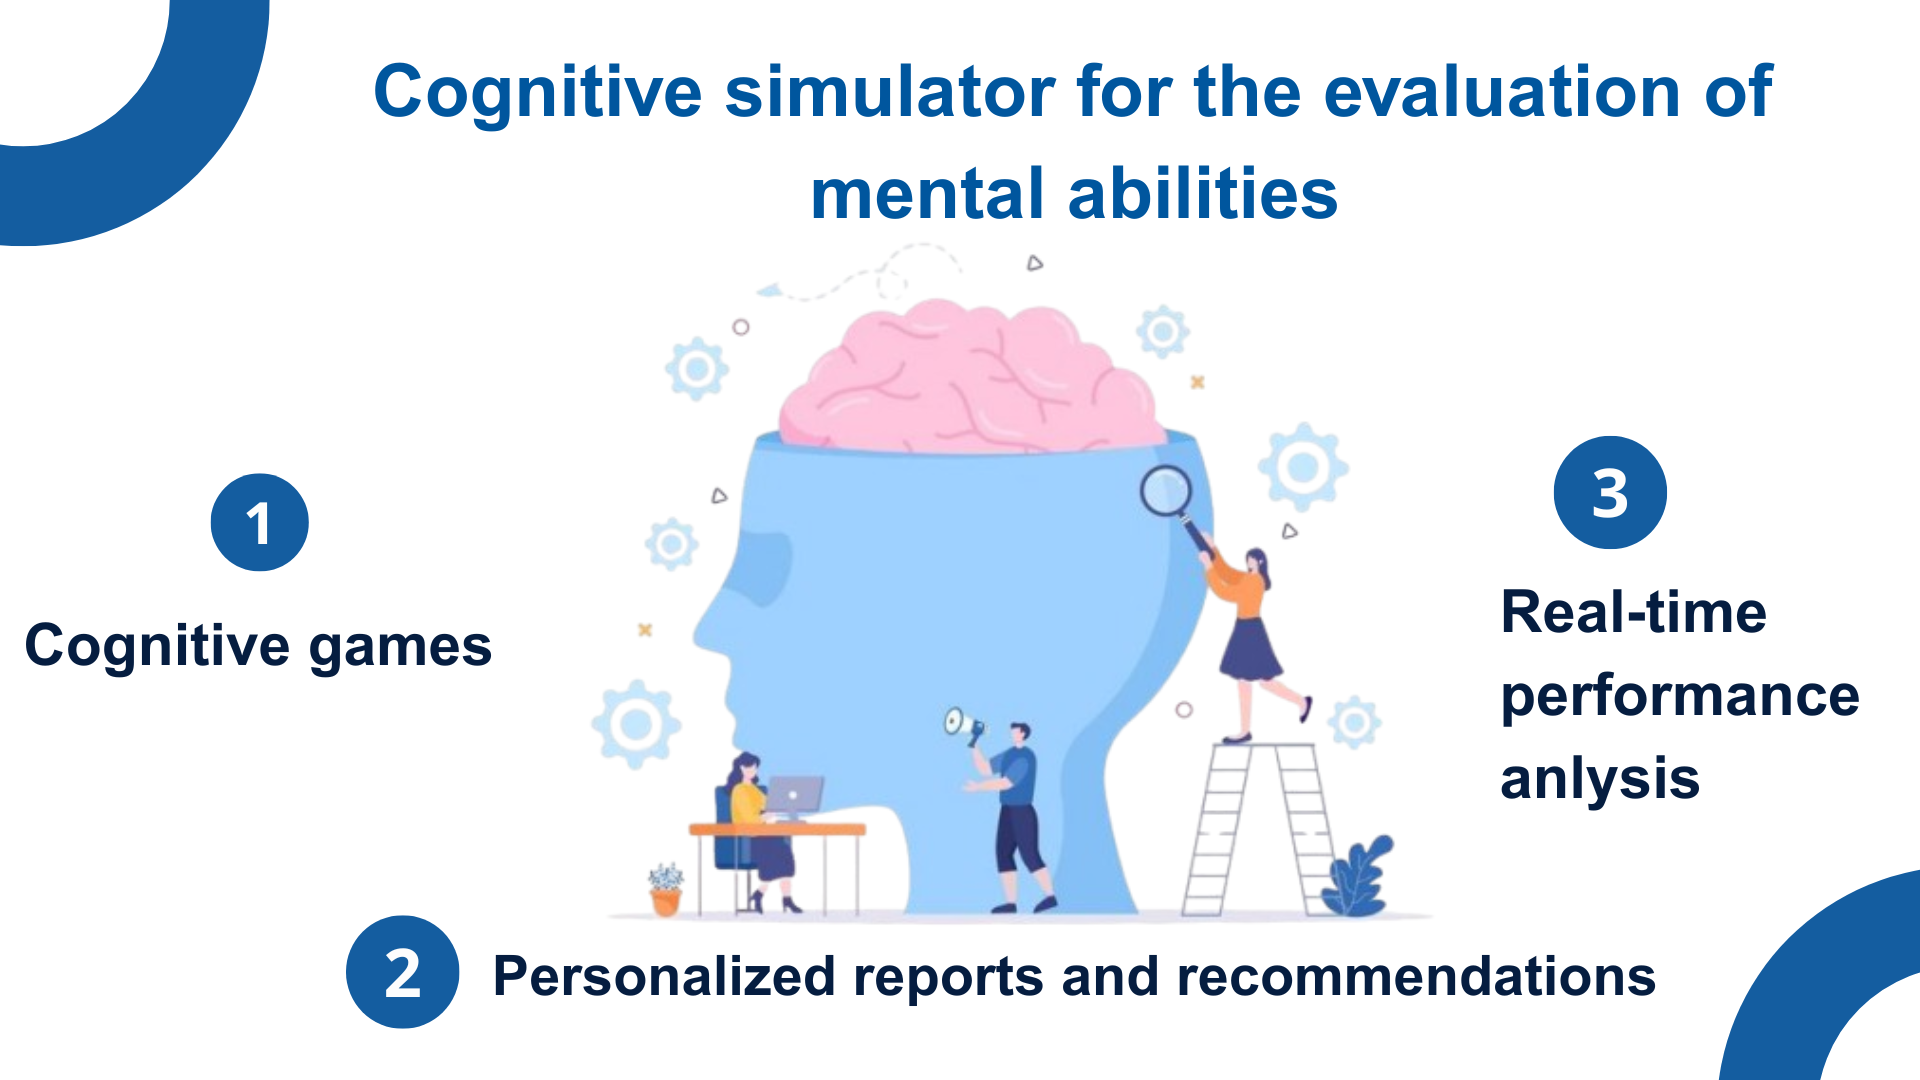 Cognitive simulator for the evaluation of
mental abilities
1
Cognitive games
2
Personalized reports and recommendations
3
Real-time
performance
anlysis